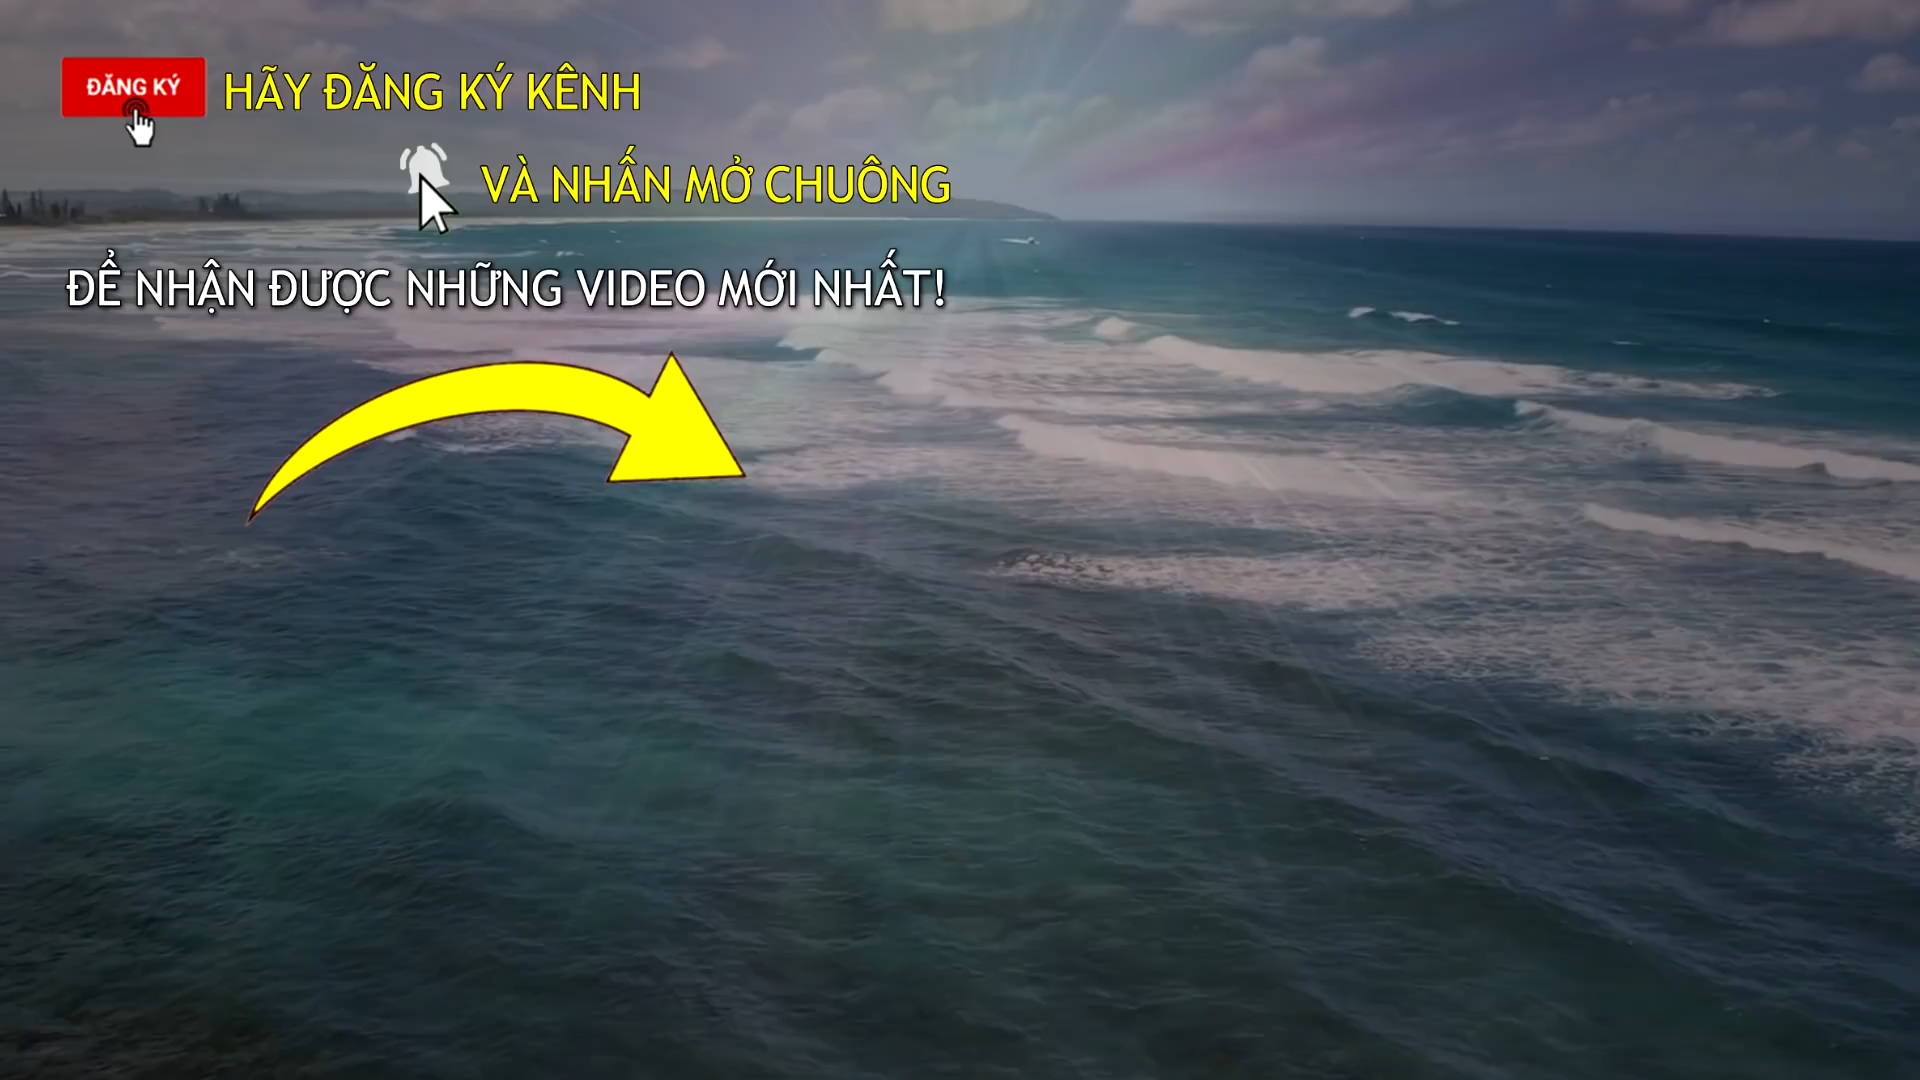 ĐĂNG KÝ HÃY ĐĂNG KÝ KÊNH
VÀ NHẤN MỞ CHUÔNG
ĐỂ NHẬN ĐƯỢC NHỮNG VIDEO MỚI NHẤT!